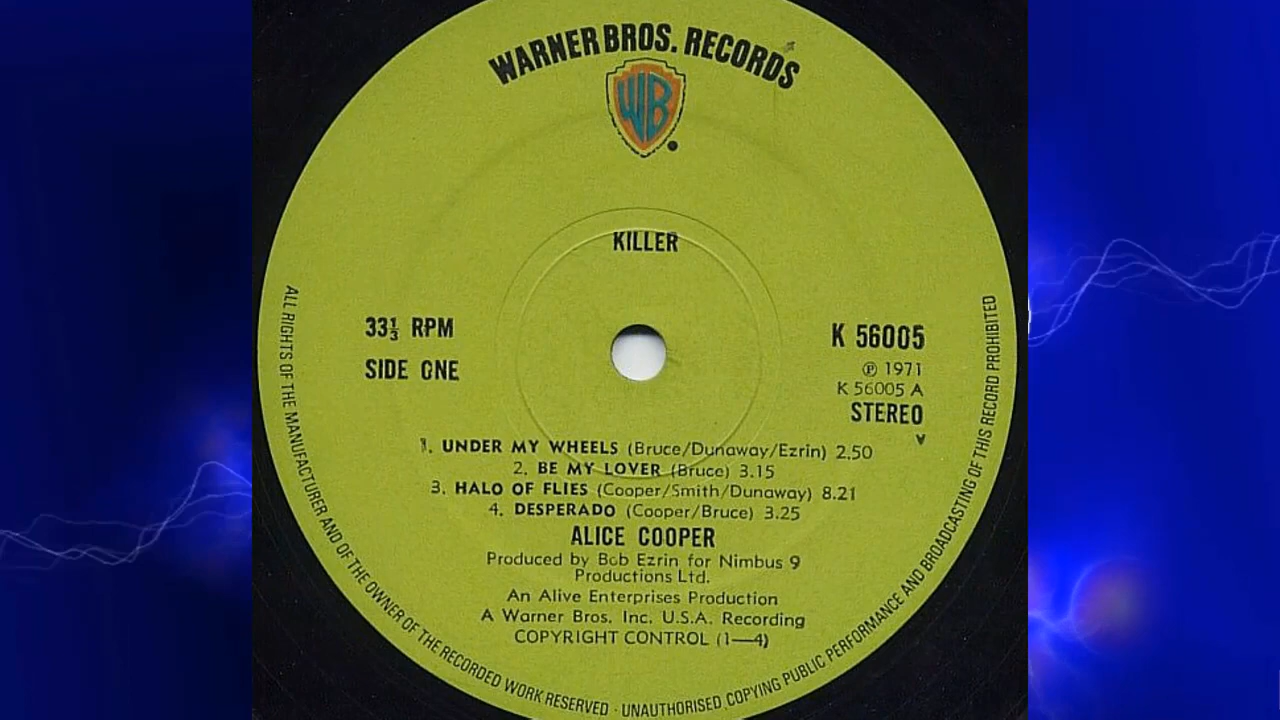 WARNER BROS. RECORDS
WB
KILLER
33⅓ RPM
SIDE ONE
K 56005
℗ 1971
K 56005 A
STEREO
1. UNDER MY WHEELS (Bruce/Dunaway/Ezrin) 2.50
2. BE MY LOVER (Bruce) 3.15
3. HALO OF FLIES (Cooper/Smith/Dunaway) 8.21
4. DESPERADO (Cooper/Bruce) 3.25
ALICE COOPER
Produced by Bob Ezrin for Nimbus 9
Productions Ltd.
An Alive Enterprises Production
A Warner Bros. Inc. U.S.A. Recording
COPYRIGHT CONTROL (1—4)
ALL RIGHTS OF THE MANUFACTURER AND OF THE OWNER OF THE RECORDED WORK RESERVED · UNAUTHORISED COPYING PUBLIC PERFORMANCE AND BROADCASTING OF THIS RECORD PROHIBITED